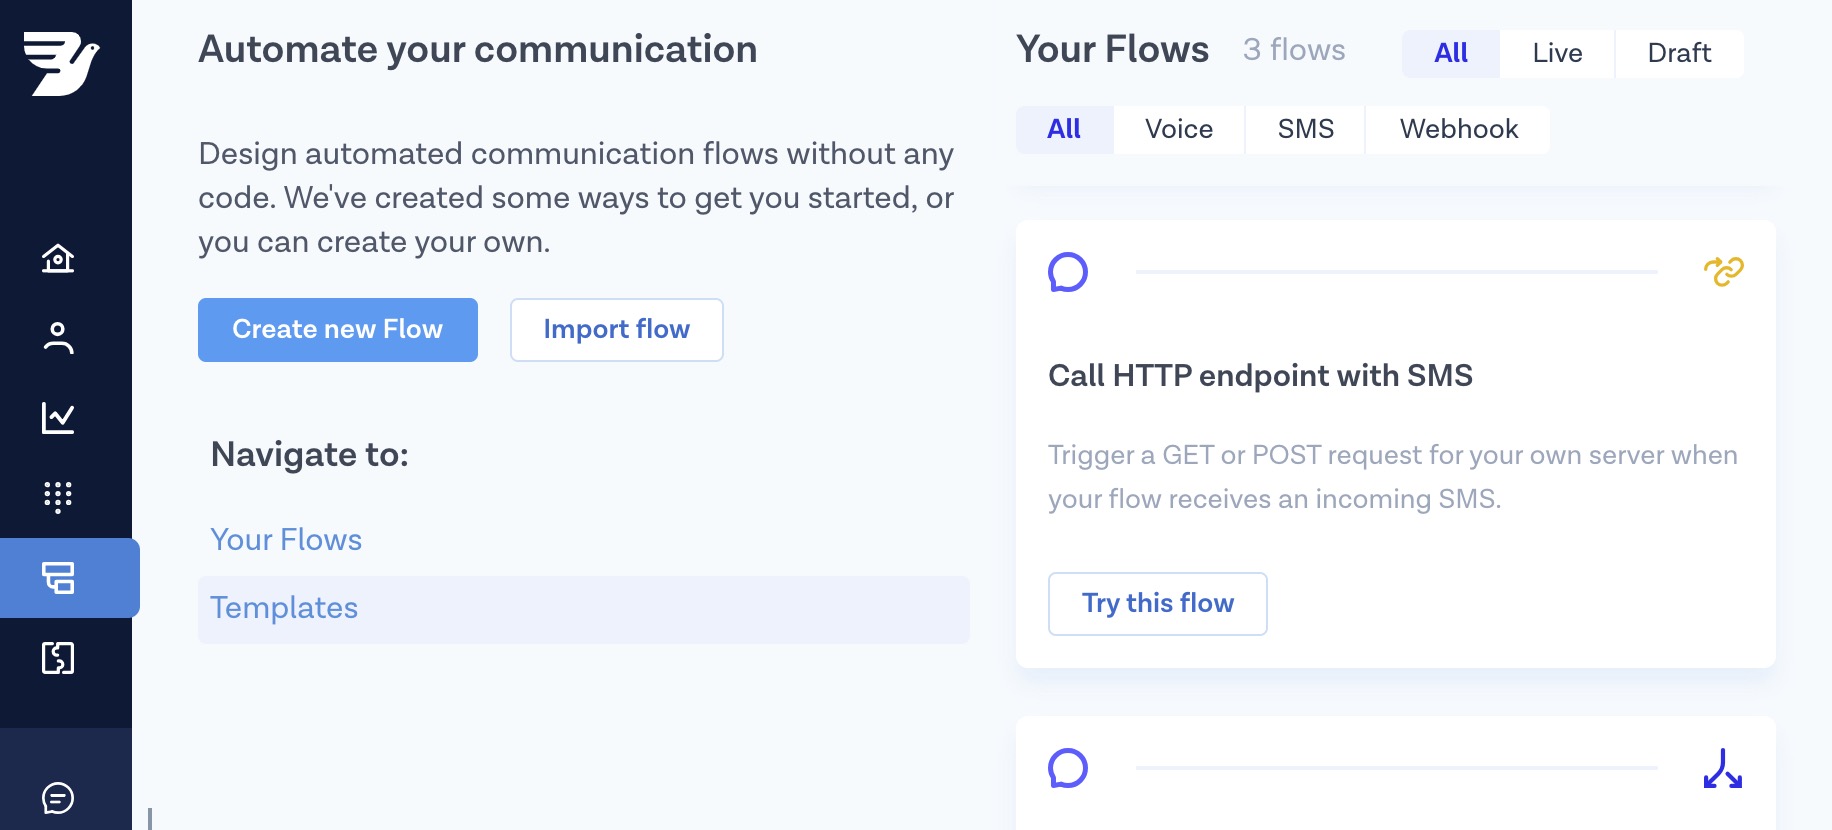 Automate your communication
Design automated communication flows without any
code. We've created some ways to get you started, or
you can create your own.
Create new Flow
Import flow
Navigate to:
Your Flows
Templates
Your Flows
3 flows
All
Live
Draft
All
Voice
SMS
Webhook
Call HTTP endpoint with SMS
Trigger a GET or POST request for your own server when
your flow receives an incoming SMS.
Try this flow